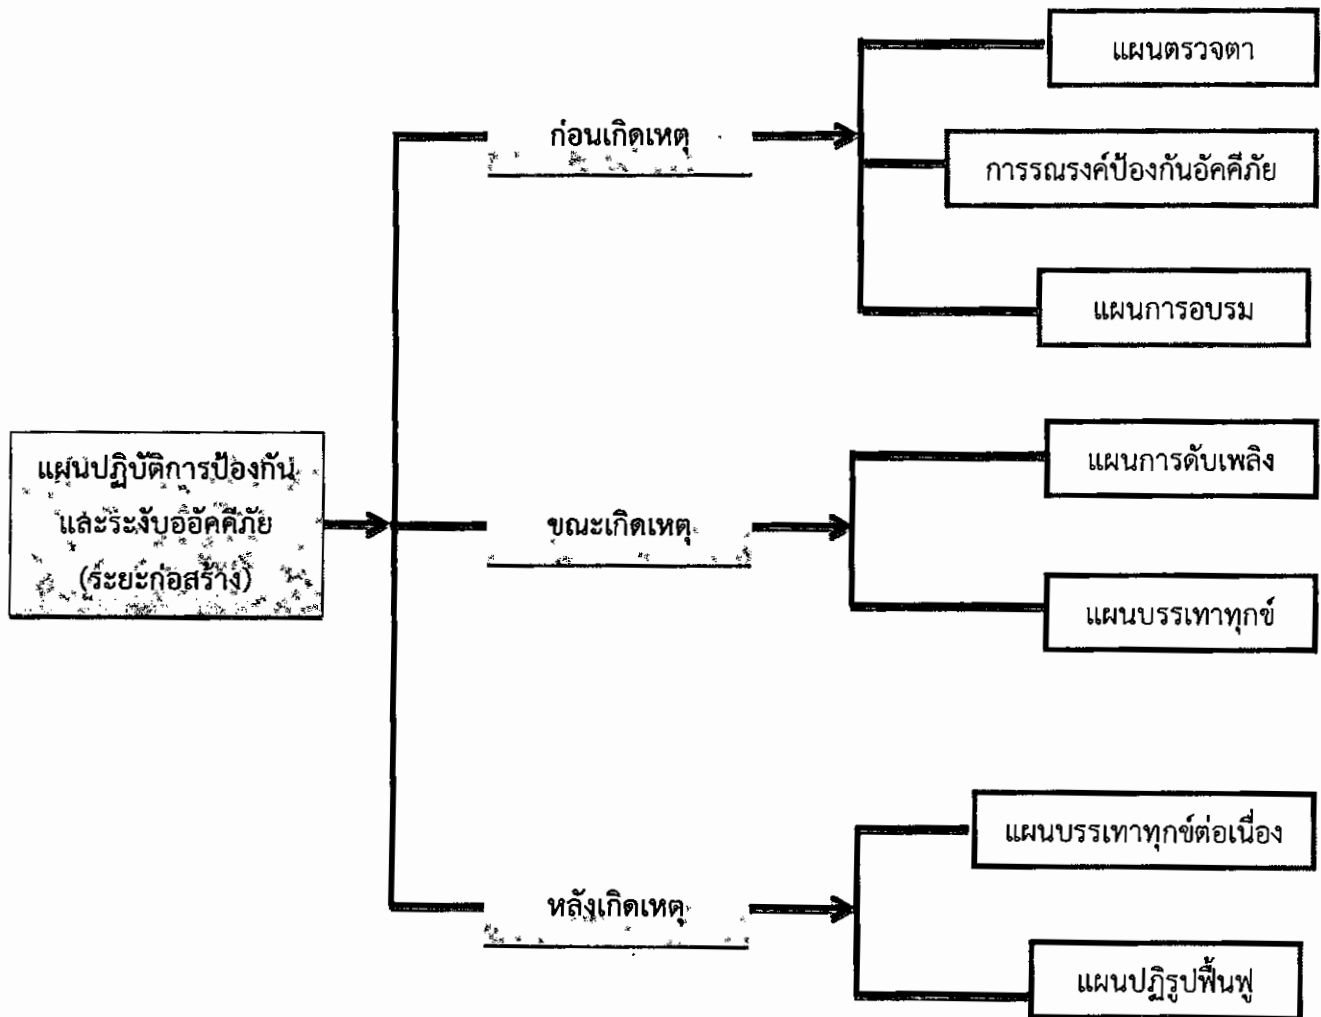 แผนปฏิบัติการป้องกัน
และระงับออัคคีภัย
(ระยะก่อสร้าง)
ก่อนเกิดเหตุ
แผนตรวจตา
การรณรงค์ป้องกันอัคคีภัย
แผนการอบรม
ขณะเกิดเหตุ
แผนการดับเพลิง
แผนบรรเทาทุกข์
หลังเกิดเหตุ
แผนบรรเทาทุกข์ต่อเนื่อง
แผนปฏิรูปฟื้นฟู